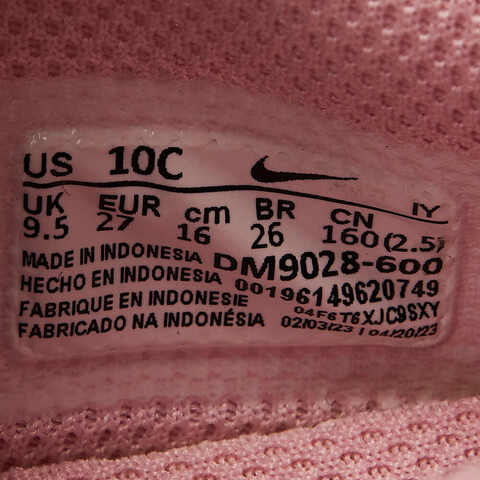 US 10C
UK 9.5 EUR 27 cm 16 BR 26 CN 160 (2.5) IY
MADE IN INDONESIA DM9028-600
HECHO EN INDONESIA 00196149620749
FABRIQUE EN INDONESIE 04F6T6XJC9SXY
FABRICADO NA INDONÉSIA 02/03/23 | 04/20/23